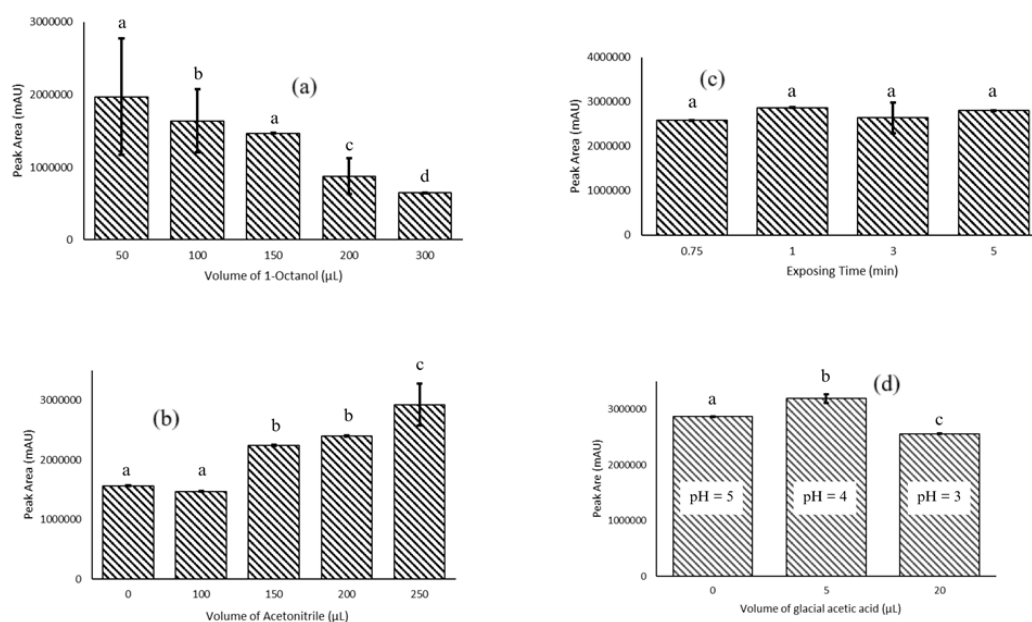 3000000
2000000
1000000
0
Peak Area (mAU)
a
b
a
c
d
(a)
50 100 150 200 300
Volume of 1-Octanol (µL)
4000000
3000000
2000000
1000000
0
Peak Area (mAU)
(c)
a a a a
0.75 1 3 5
Exposing Time (min)
3000000
2000000
1000000
0
Peak Area (mAU)
(b)
a a b b c
0 100 150 200 250
Volume of Acetonitrile (µL)
3000000
2000000
1000000
0
Peak Are (mAU)
(d)
a b c
pH = 5 pH = 4 pH = 3
0 5 20
Volume of glacial acetic acid (µL)